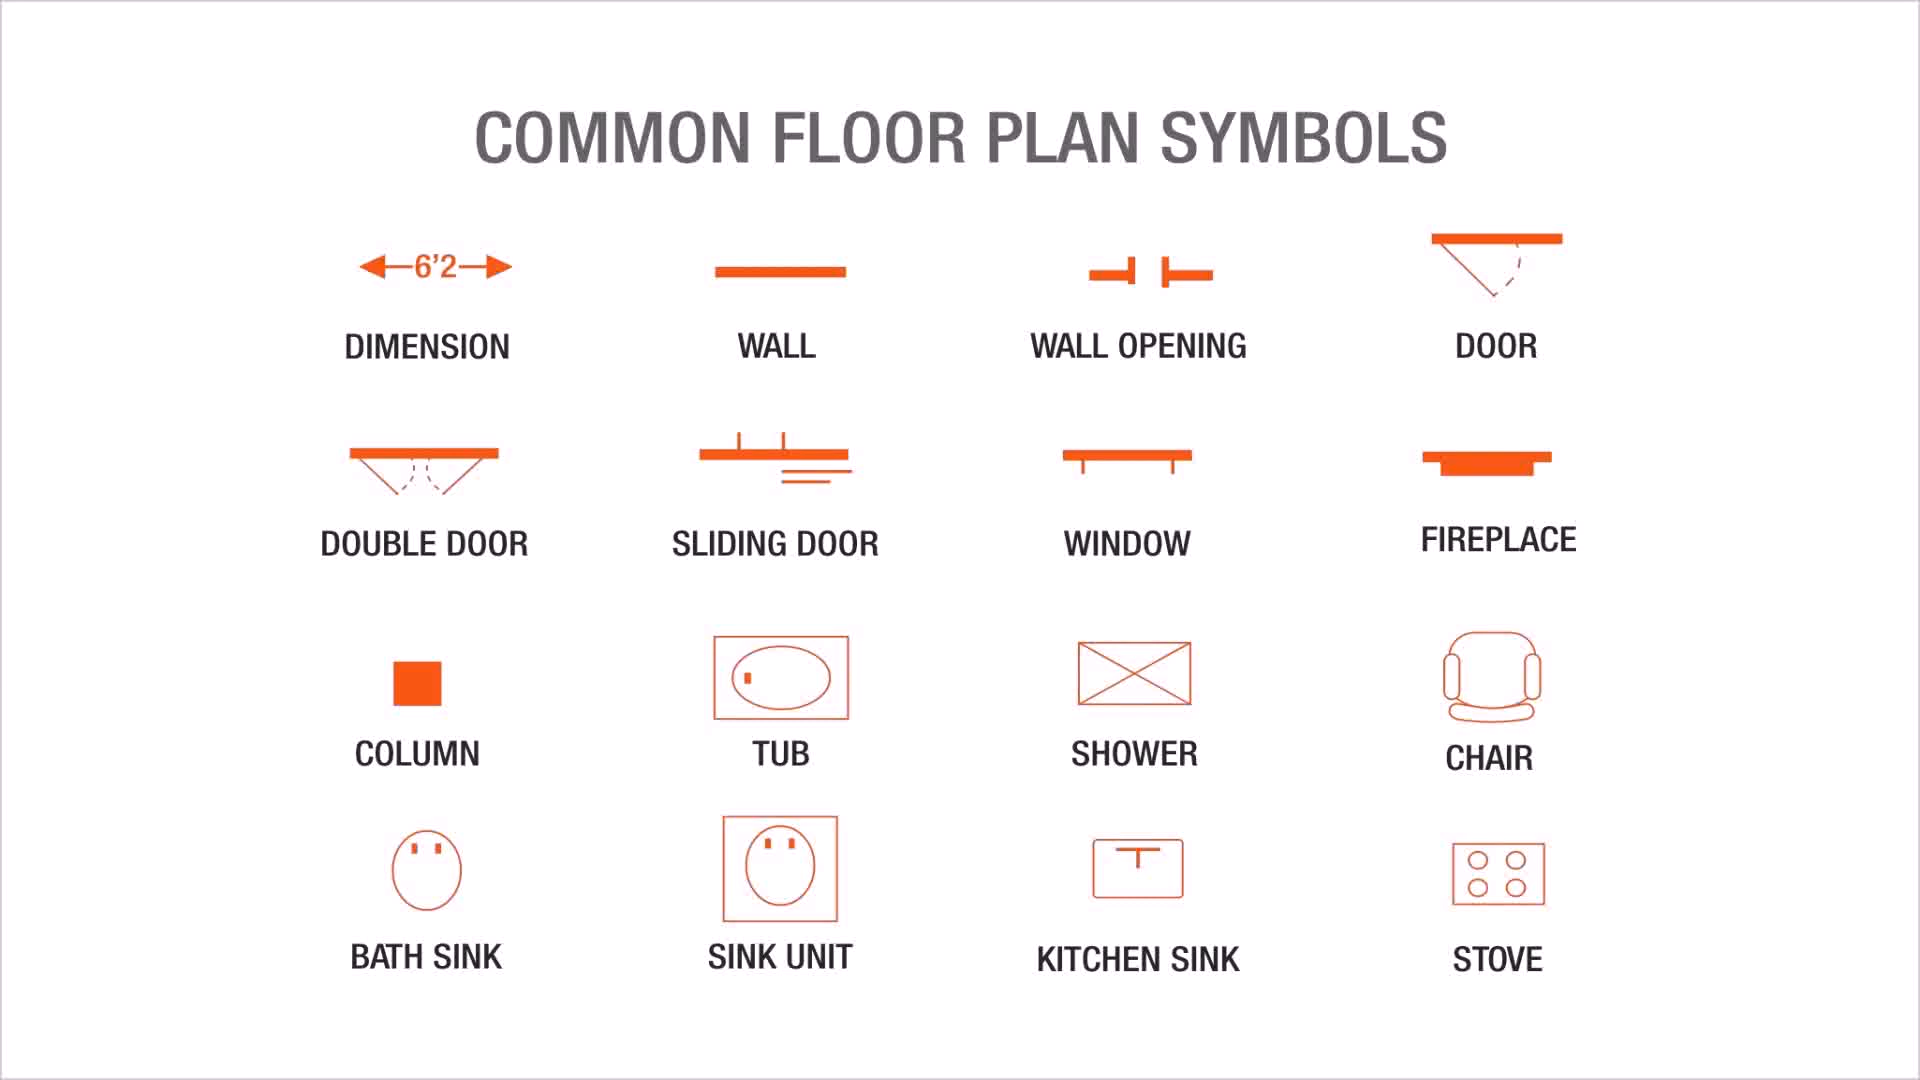 COMMON FLOOR PLAN SYMBOLS
6’2
DIMENSION
WALL
WALL OPENING
DOOR
DOUBLE DOOR
SLIDING DOOR
WINDOW
FIREPLACE
COLUMN
TUB
SHOWER
CHAIR
BATH SINK
SINK UNIT
KITCHEN SINK
STOVE